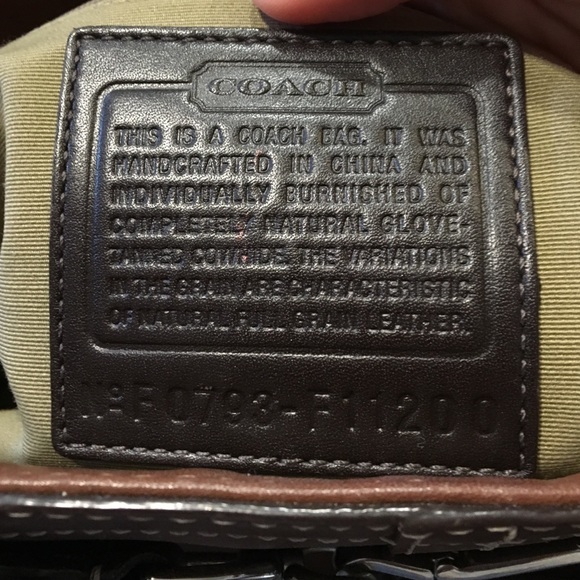 COACH
THIS IS A COACH BAG. IT WAS
HANDCRAFTED IN CHINA AND
INDIVIDUALLY BURNISHED OF
COMPLETELY NATURAL GLOVE-
TANNED COWHIDE. THE VARIATIONS
IN THE GRAIN ARE CHARACTERISTIC
OF NATURAL FULL GRAIN LEATHER.
Nº F0793-F11200